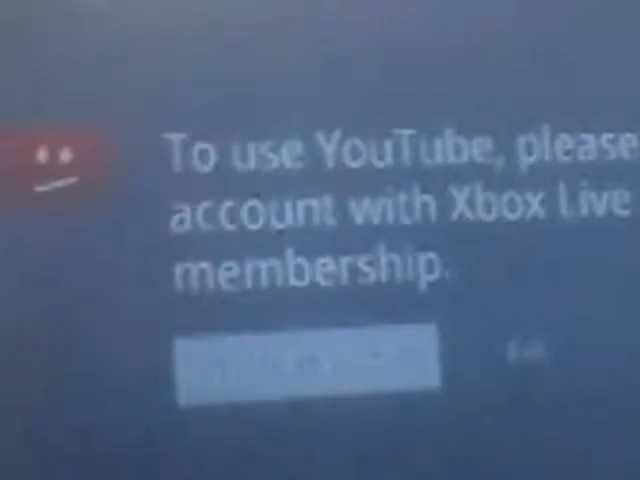 To use YouTube, please
account with Xbox Live
membership.